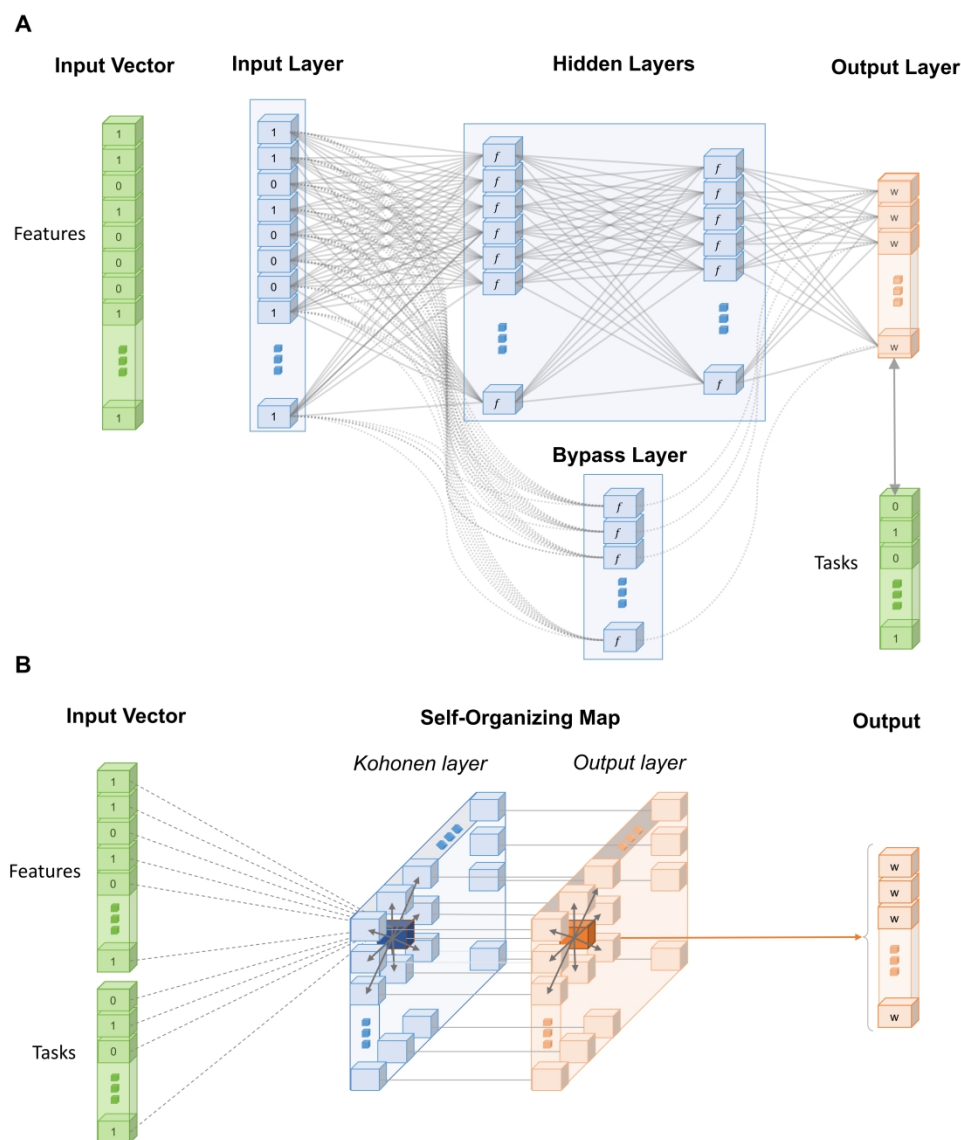 A
Input Vector
Input Layer
Hidden Layers
Output Layer
Features
1
1
0
1
0
0
0
1
1
1
1
0
1
0
0
0
1
1
f
f
f
f
f
f
f
f
f
f
f
f
f
w
w
w
w
Bypass Layer
f
f
f
f
Tasks
0
1
0
1
B
Input Vector
Self-Organizing Map
Output
Kohonen layer
Output layer
Features
1
1
0
1
0
1
Tasks
0
1
0
1
w
w
w
w